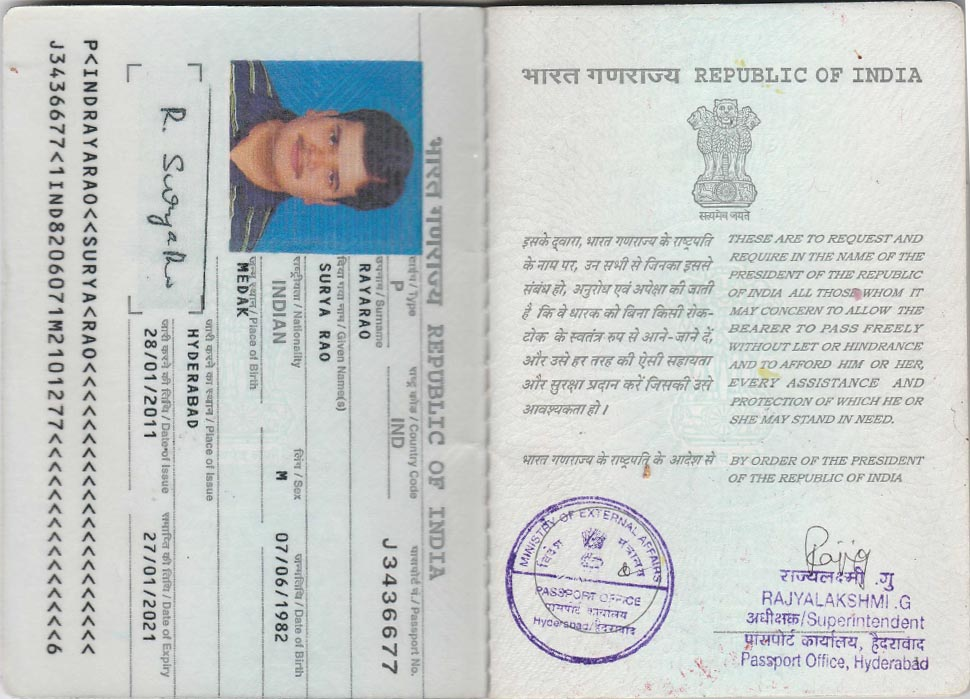 भारत गणराज्य REPUBLIC OF INDIA
टाईप / Type
P
राष्ट्र कोड / Country Code
IND
पासपोर्ट नं. / Passport No.
J3436677
उपनाम / Surname
RAYARAO
दिया गया नाम / Given Name(s)
SURYA RAO
राष्ट्रीयता / Nationality
INDIAN
लिंग / Sex
M
जन्मतिथि / Date of Birth
07/06/1982
जन्म स्थान / Place of Birth
MEDAK
जारी करने का स्थान / Place of Issue
HYDERABAD
जारी करने की तिथि / Date of Issue
28/01/2011
समाप्ति की तिथि / Date of Expiry
27/01/2021
P<INDRAYARAO<<SURYA<RAO<<<<<<<<<<<<<<<<<<<<<
J3436677<1IND8206071M2101277<<<<<<<<<<<<<<<6
भारत गणराज्य REPUBLIC OF INDIA
सत्यमेव जयते
इसके द्वारा, भारत गणराज्य के राष्ट्रपति
के नाम पर, उन सभी से जिनका इससे
संबंध हो, अनुरोध एवं अपेक्षा की जाती
है कि वे धारक को बिना किसी रोक-
टोक के स्वतंत्र रुप से आने-जाने दें,
और उसे हर तरह की ऐसी सहायता
और सुरक्षा प्रदान करें जिसकी उसे
आवश्यकता हो।
THESE ARE TO REQUEST AND
REQUIRE IN THE NAME OF THE
PRESIDENT OF THE REPUBLIC
OF INDIA ALL THOSE WHOM IT
MAY CONCERN TO ALLOW THE
BEARER TO PASS FREELY
WITHOUT LET OR HINDRANCE
AND TO AFFORD HIM OR HER,
EVERY ASSISTANCE AND
PROTECTION OF WHICH HE OR
SHE MAY STAND IN NEED.
भारत गणराज्य के राष्ट्रपति के आदेश से
BY ORDER OF THE PRESIDENT
OF THE REPUBLIC OF INDIA
MINISTRY OF EXTERNAL AFFAIRS
विदेश मंत्रालय
PASSPORT OFFICE
पासपोर्ट कार्यालय
Hyderabad/हैदराबाद
राज्यलक्ष्मी .गु
RAJYALAKSHMI .G
अधीक्षक/Superintendent
पासपोर्ट कार्यालय, हैदराबाद
Passport Office, Hyderabad